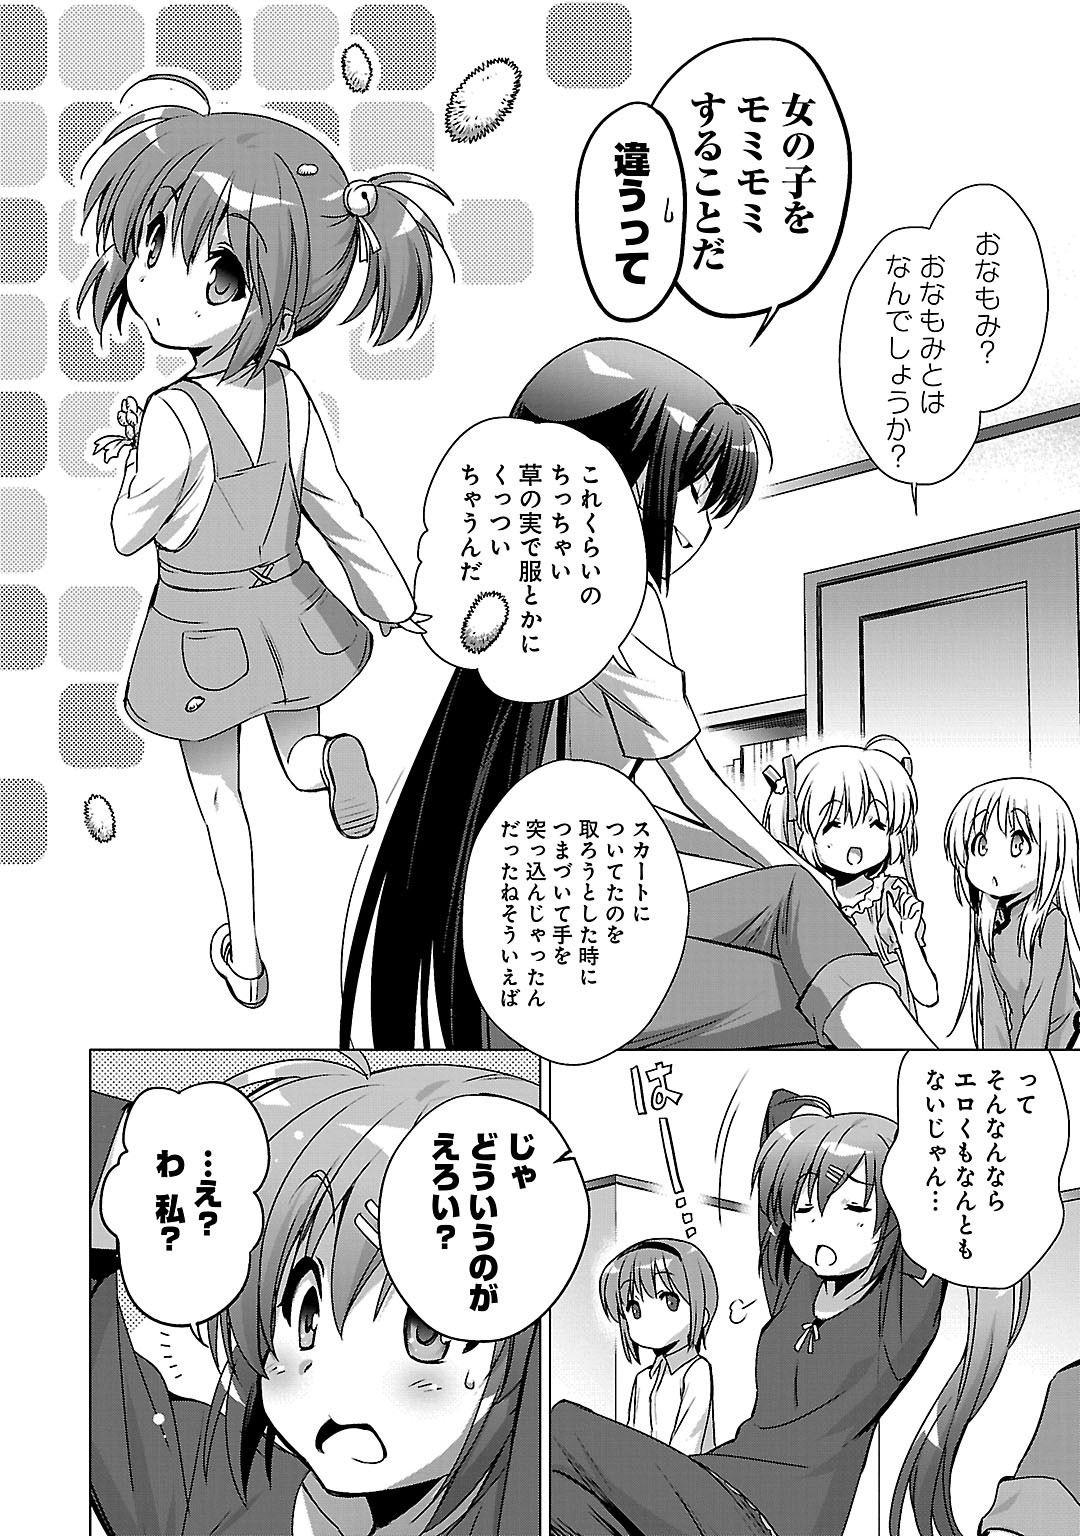 おなもみ?
おなもみとは
なんでしょうか?
女の子を
モミモミ
することだ
違うって
これくらいの
ちっちゃい
草の実で服とかに
くっつい
ちゃうんだ
スカートに
ついてたのを
取ろうとした時に
つまづいて手を
突っ込んじゃったん
だったねそういえば
って
そんなんなら
エロくもなんとも
ないじゃん…
はーー…
じゃ
どういうのが
えろい?
…え?
わ 私?